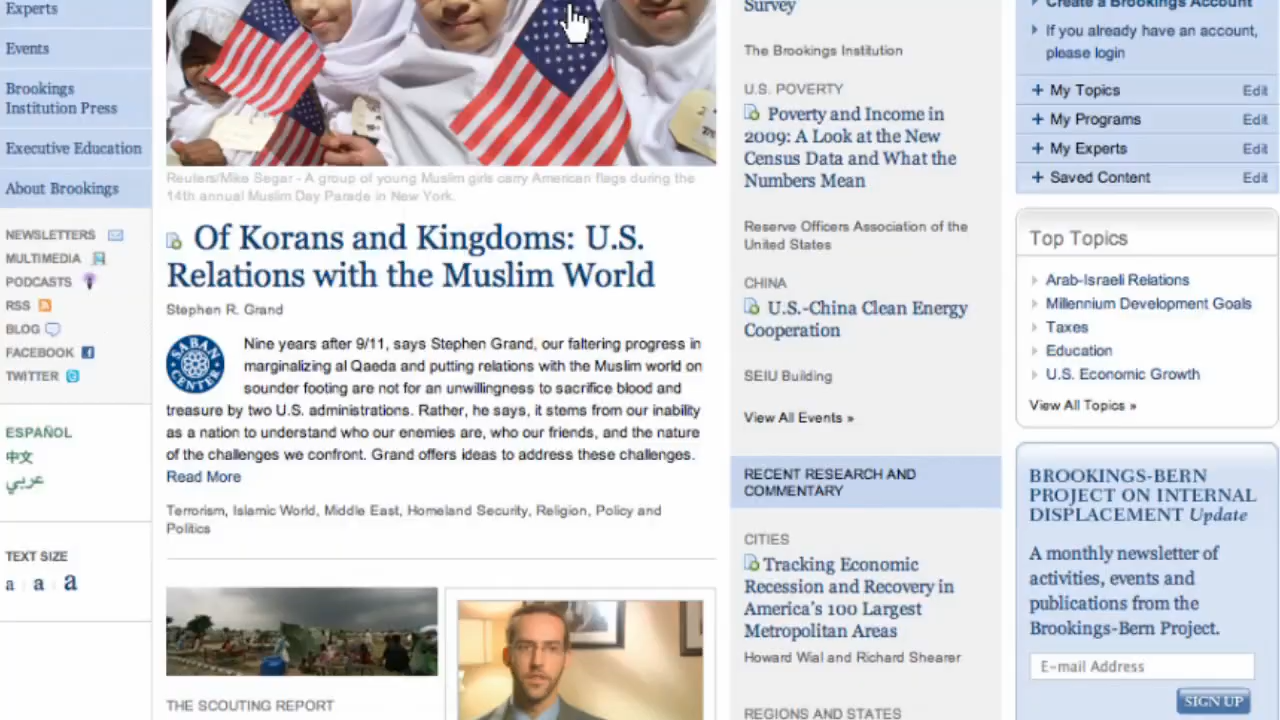 Experts
Events
Brookings
Institution Press
Executive Education
About Brookings
NEWSLETTERS
MULTIMEDIA
PODCASTS
RSS
BLOG
FACEBOOK
TWITTER
ESPAÑOL
中文
عربي
TEXT SIZE
a a a
Reuters/Mike Segar - A group of young Muslim girls carry American flags during the
14th annual Muslim Day Parade in New York.
Of Korans and Kingdoms: U.S.
Relations with the Muslim World
Stephen R. Grand
SABAN
CENTER
Nine years after 9/11, says Stephen Grand, our faltering progress in
marginalizing al Qaeda and putting relations with the Muslim world on
sounder footing are not for an unwillingness to sacrifice blood and
treasure by two U.S. administrations. Rather, he says, it stems from our inability
as a nation to understand who our enemies are, who our friends, and the nature
of the challenges we confront. Grand offers ideas to address these challenges.
Read More
Terrorism, Islamic World, Middle East, Homeland Security, Religion, Policy and
Politics
THE SCOUTING REPORT
Survey
The Brookings Institution
U.S. POVERTY
Poverty and Income in
2009: A Look at the New
Census Data and What the
Numbers Mean
Reserve Officers Association of the
United States
CHINA
U.S.-China Clean Energy
Cooperation
SEIU Building
View All Events »
RECENT RESEARCH AND
COMMENTARY
CITIES
Tracking Economic
Recession and Recovery in
America's 100 Largest
Metropolitan Areas
Howard Wial and Richard Shearer
REGIONS AND STATES
Create a Brookings Account
If you already have an account,
please login
+ My Topics Edit
+ My Programs Edit
+ My Experts Edit
+ Saved Content Edit
Top Topics
Arab-Israeli Relations
Millennium Development Goals
Taxes
Education
U.S. Economic Growth
View All Topics »
BROOKINGS-BERN
PROJECT ON INTERNAL
DISPLACEMENT Update
A monthly newsletter of
activities, events and
publications from the
Brookings-Bern Project.
E-mail Address
SIGN UP